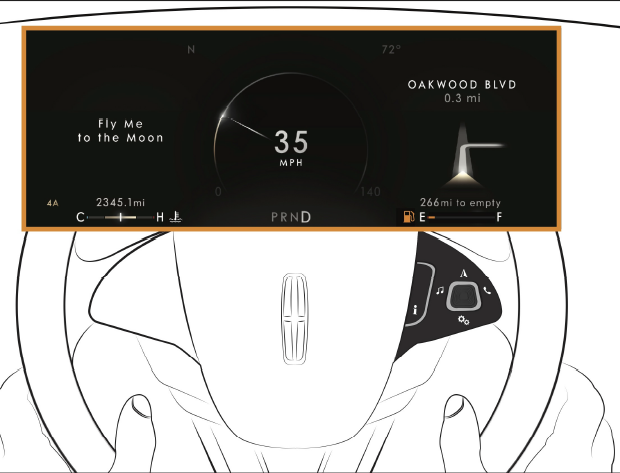 N
72°
OAKWOOD BLVD
0.3 mi
Fly Me
to the Moon
35
MPH
0
140
4A
2345.1mi
266mi to empty
C
H
PRND
E
F
A
i